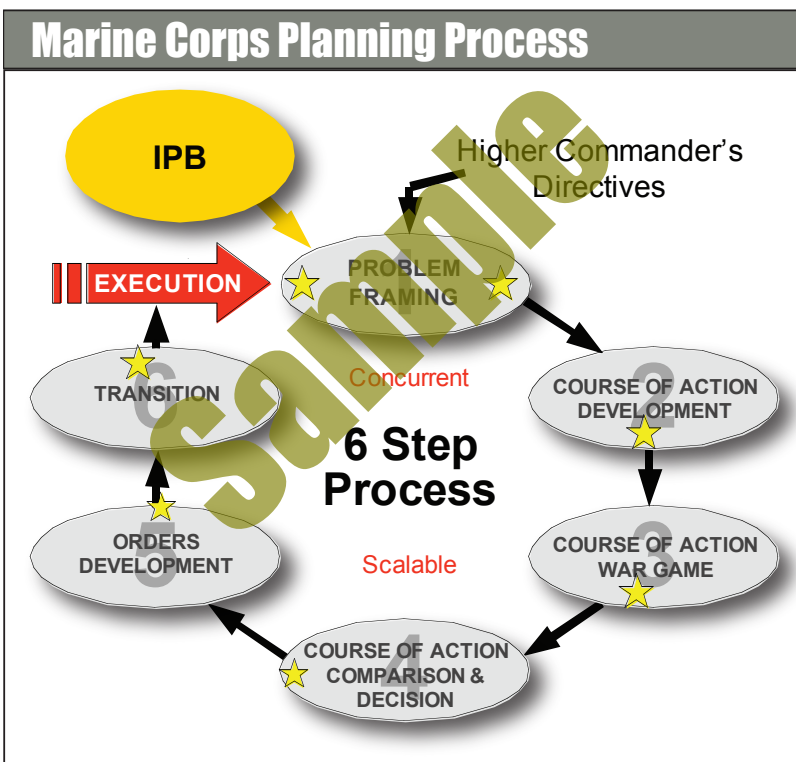 Marine Corps Planning Process
IPB
Higher Commander's
Directives
EXECUTION
1
PROBLEM
FRAMING
Concurrent
6
TRANSITION
2
COURSE OF ACTION
DEVELOPMENT
6 Step
Process
Sample
5
ORDERS
DEVELOPMENT
Scalable
3
COURSE OF ACTION
WAR GAME
4
COURSE OF ACTION
COMPARISON &
DECISION